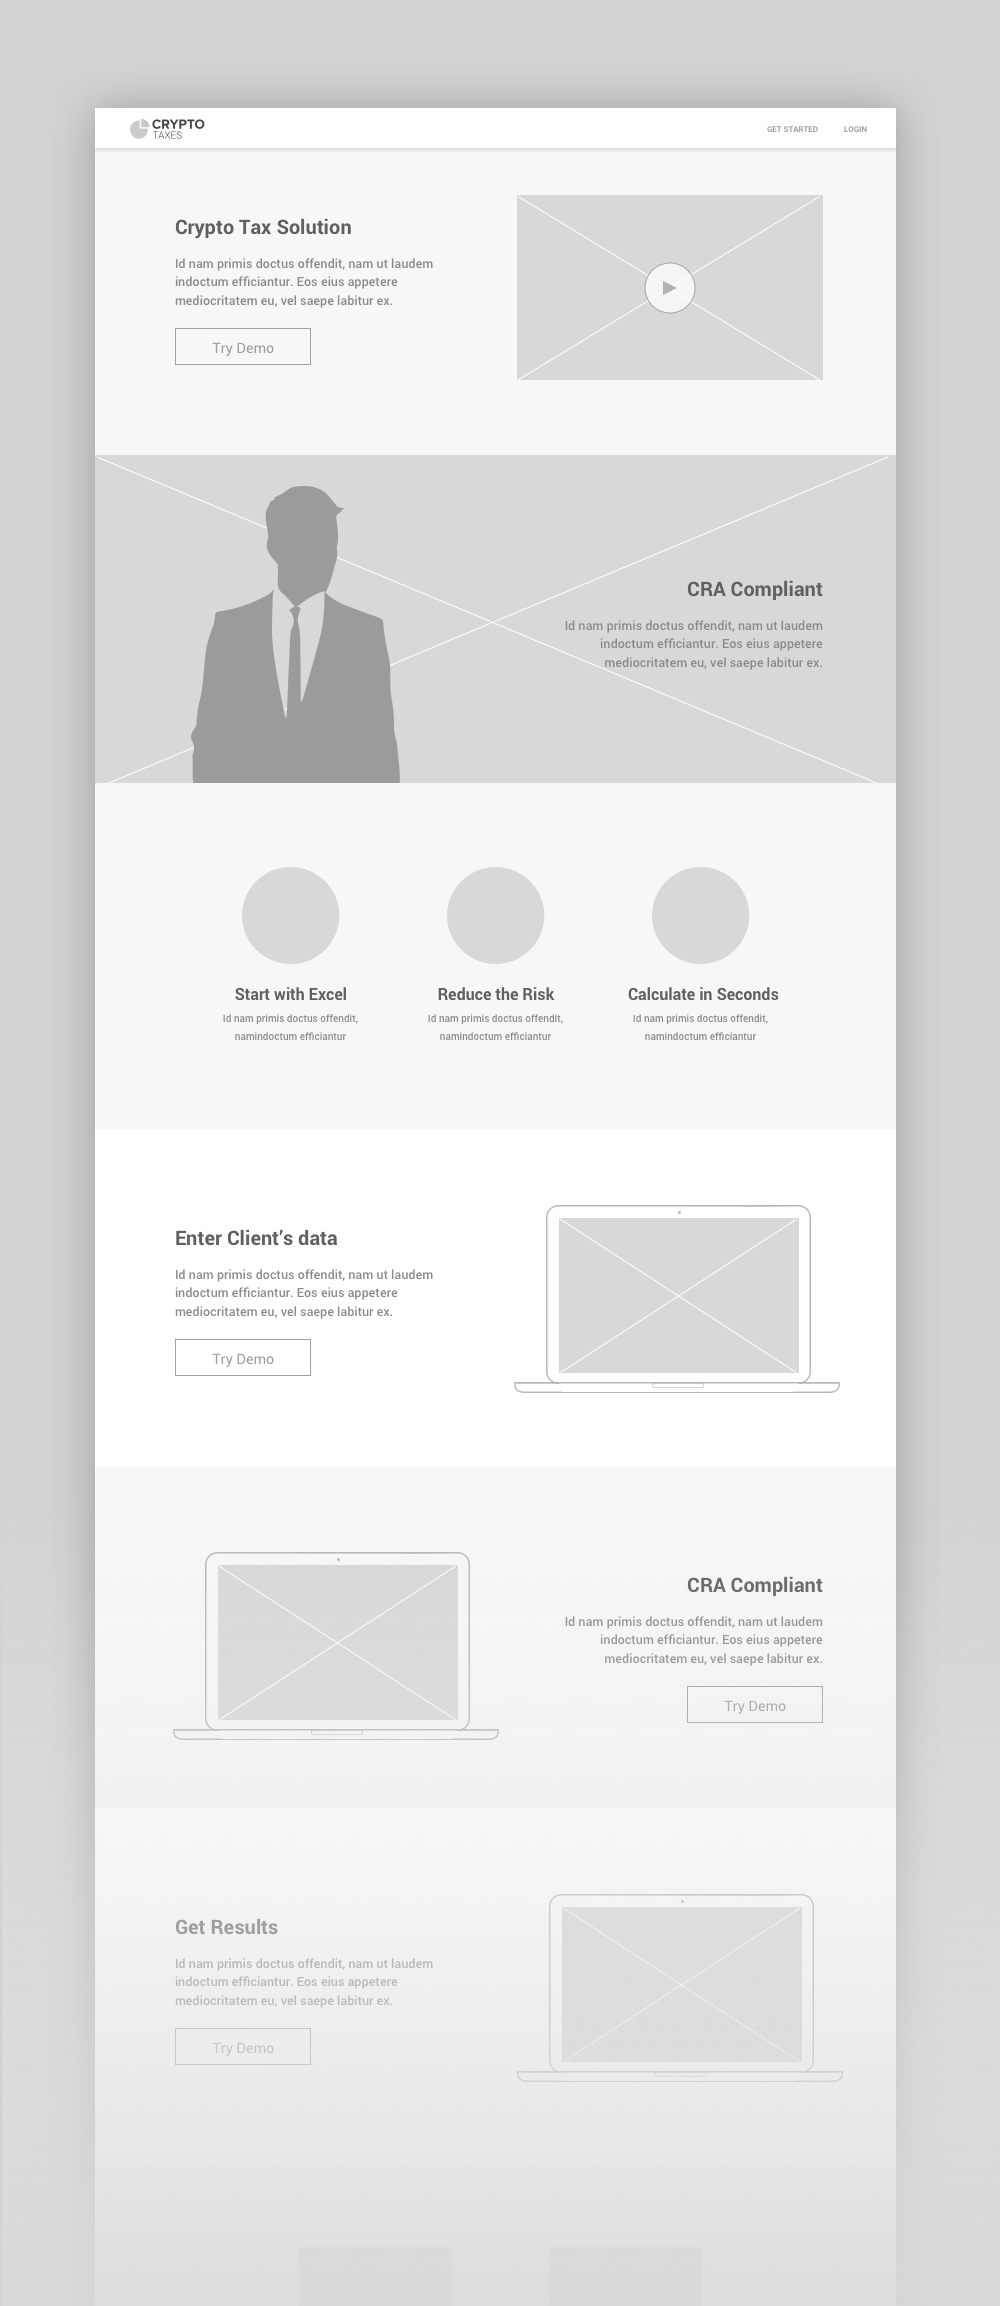 CRYPTO
TAXES
GET STARTED
LOGIN
Crypto Tax Solution
Id nam primis doctus offendit, nam ut laudem
indoctum efficiantur. Eos eius appetere
mediocritatem eu, vel saepe labitur ex.
Try Demo
CRA Compliant
Id nam primis doctus offendit, nam ut laudem
indoctum efficiantur. Eos eius appetere
mediocritatem eu, vel saepe labitur ex.
Start with Excel
Id nam primis doctus offendit,
namindoctum efficiantur
Reduce the Risk
Id nam primis doctus offendit,
namindoctum efficiantur
Calculate in Seconds
Id nam primis doctus offendit,
namindoctum efficiantur
Enter Client’s data
Id nam primis doctus offendit, nam ut laudem
indoctum efficiantur. Eos eius appetere
mediocritatem eu, vel saepe labitur ex.
Try Demo
CRA Compliant
Id nam primis doctus offendit, nam ut laudem
indoctum efficiantur. Eos eius appetere
mediocritatem eu, vel saepe labitur ex.
Try Demo
Get Results
Id nam primis doctus offendit, nam ut laudem
indoctum efficiantur. Eos eius appetere
mediocritatem eu, vel saepe labitur ex.
Try Demo